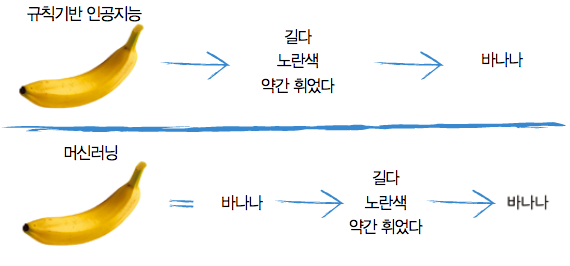 규칙기반 인공지능
길다
노란색
약간 휘었다
바나나
머신러닝
=
바나나
길다
노란색
약간 휘었다
바나나